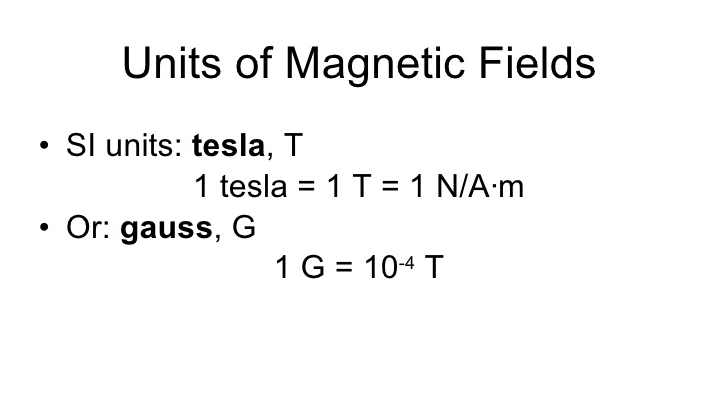 Units of Magnetic Fields
• SI units: tesla, T
1 tesla = 1 T = 1 N/A·m
• Or: gauss, G
1 G = 10⁻⁴ T